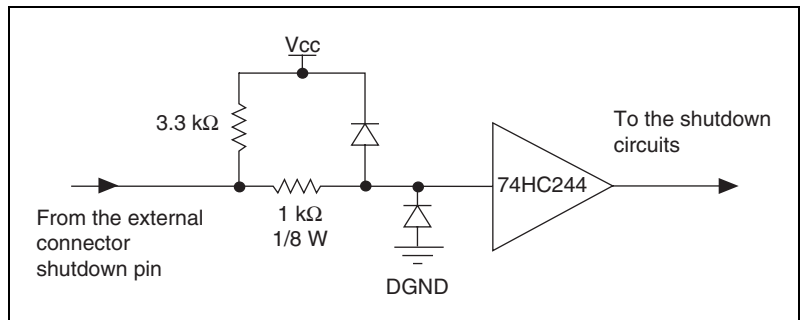 Vcc
3.3 kΩ
To the shutdown
circuits
74HC244
From the external
connector
shutdown pin
1 kΩ
1/8 W
DGND